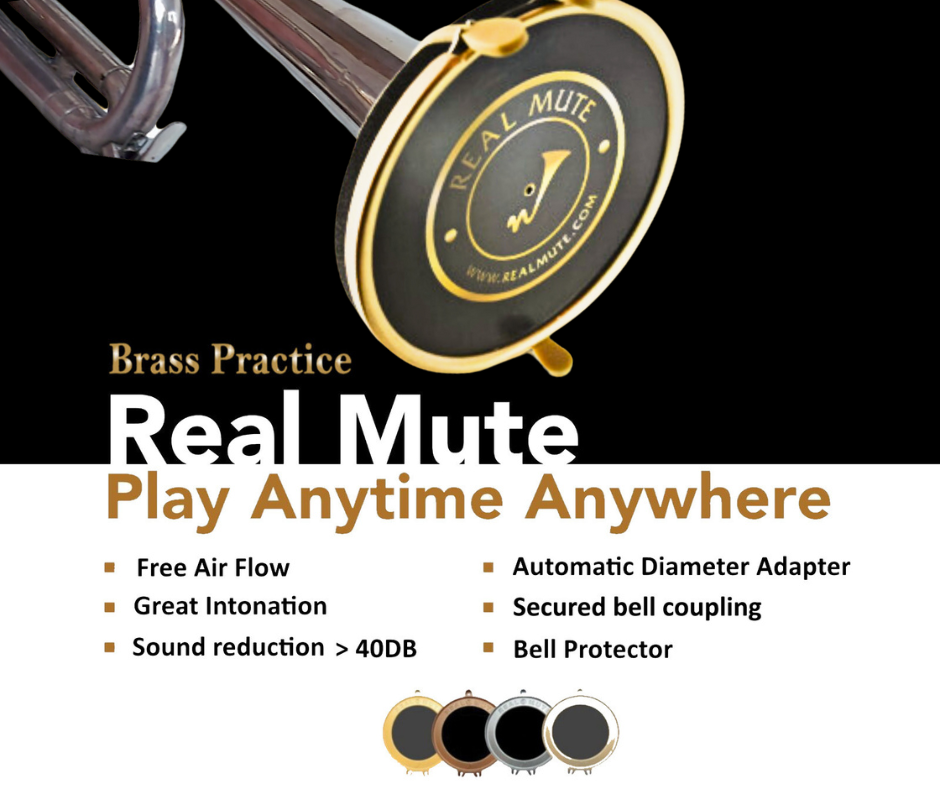 REAL MUTE
WWW.REALMUTE.COM
Brass Practice
Real Mute
Play Anytime Anywhere
Free Air Flow
Great Intonation
Sound reduction > 40DB
Automatic Diameter Adapter
Secured bell coupling
Bell Protector